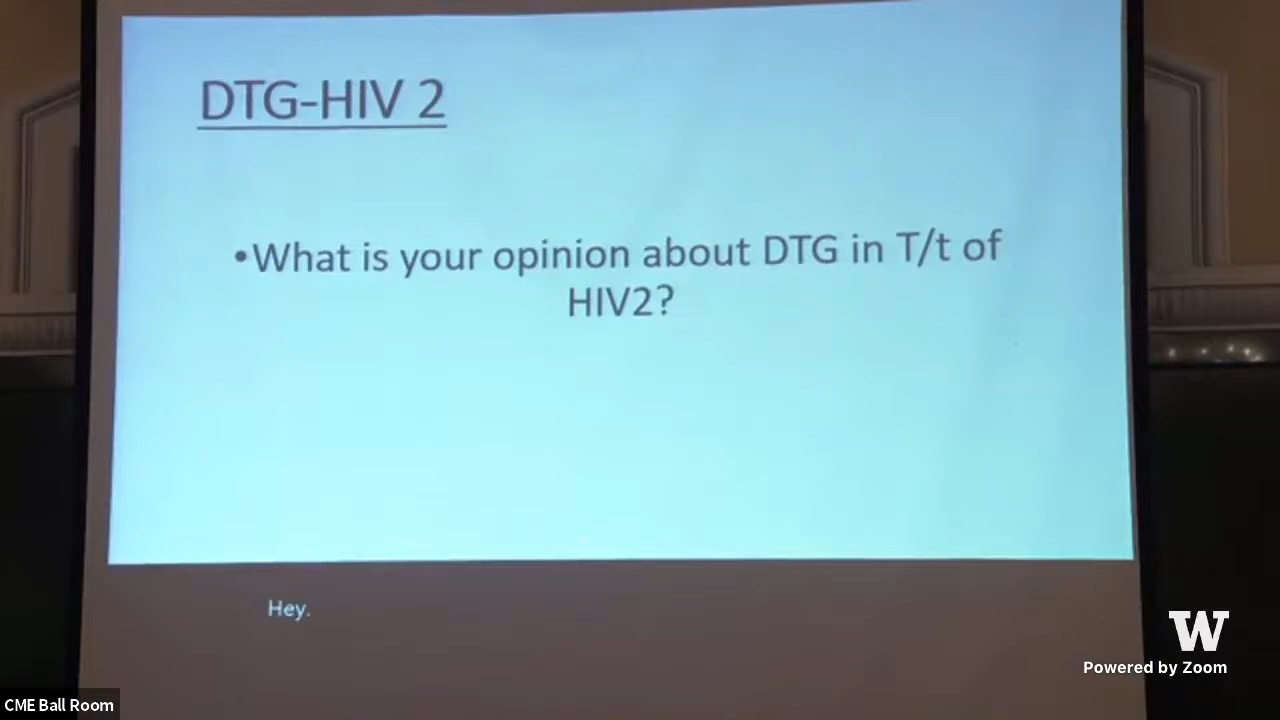 DTG-HIV 2
•What is your opinion about DTG in T/t of
HIV2?
Hey.
W
Powered by Zoom
CME Ball Room